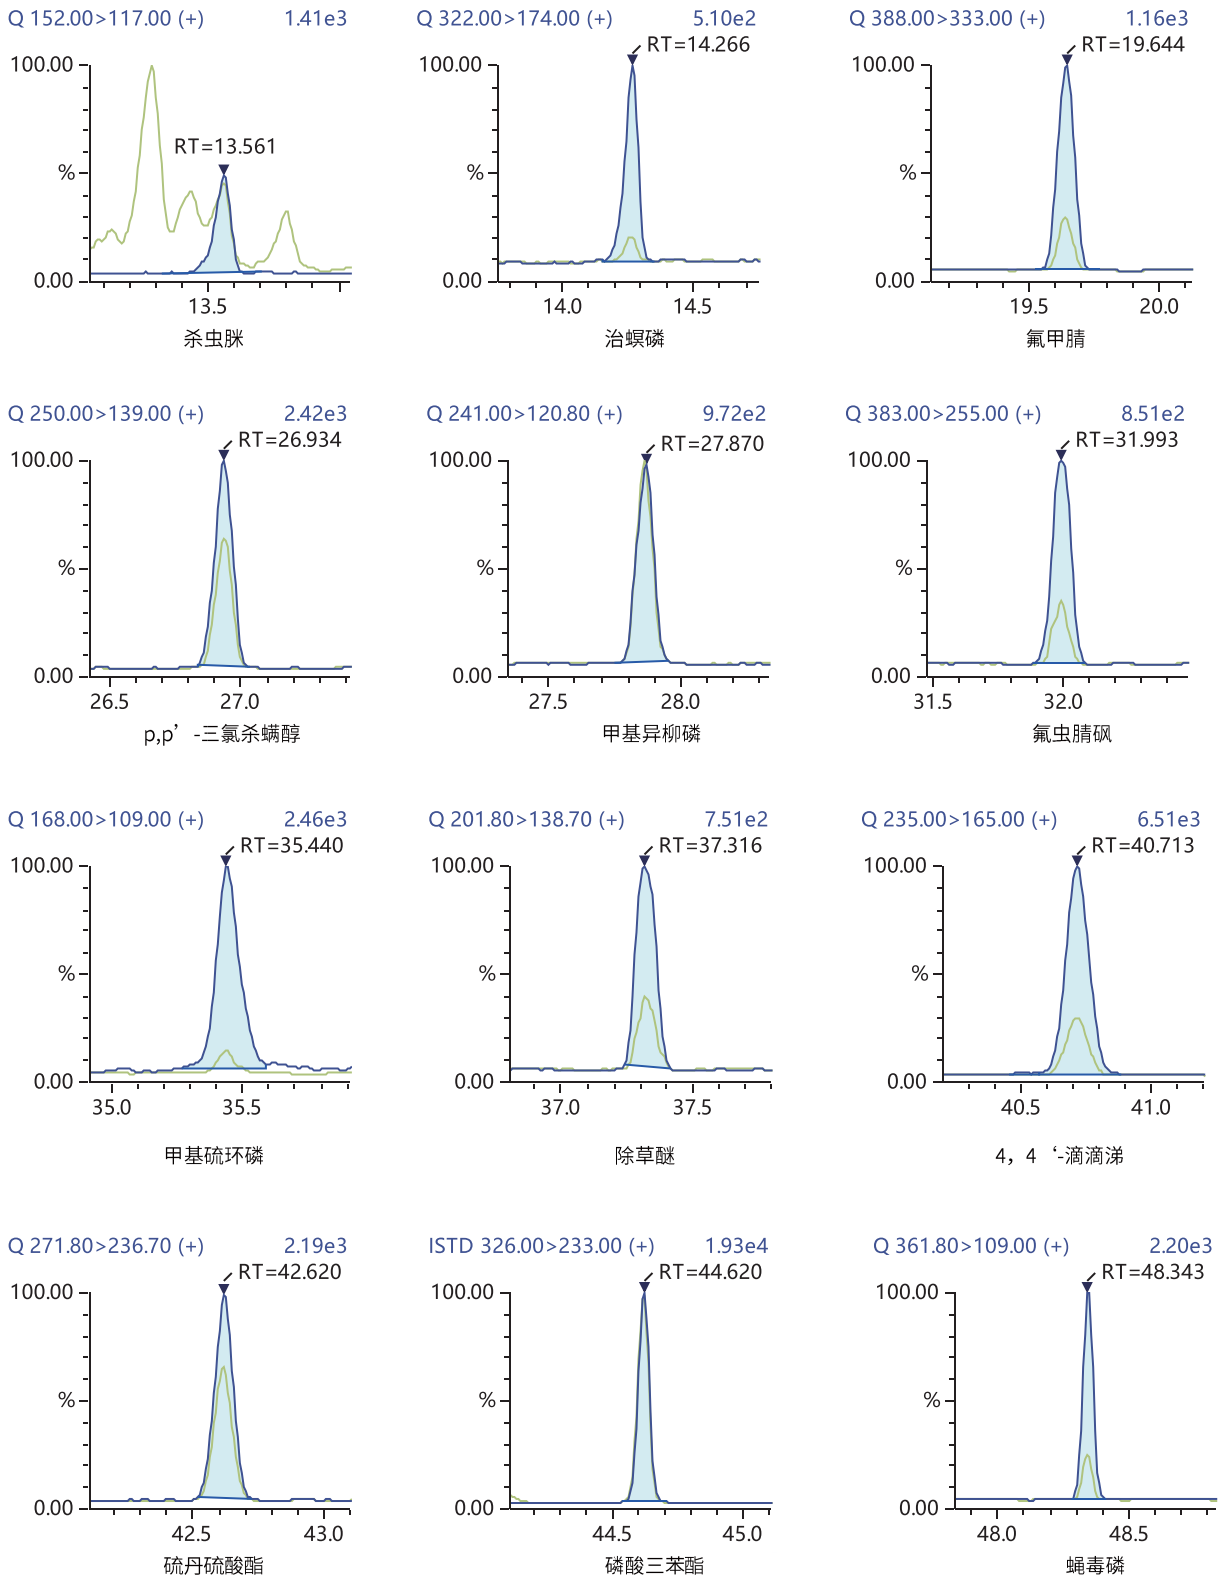 Q 152.00>117.00 (+) 1.41e3
RT=13.561
100.00
%
0.00
13.5
杀虫脒
Q 322.00>174.00 (+) 5.10e2
RT=14.266
100.00
%
0.00
14.0 14.5
治螟磷
Q 388.00>333.00 (+) 1.16e3
RT=19.644
100.00
%
0.00
19.5 20.0
氟甲腈
Q 250.00>139.00 (+) 2.42e3
RT=26.934
100.00
%
0.00
26.5 27.0
p,p’-三氯杀螨醇
Q 241.00>120.80 (+) 9.72e2
RT=27.870
100.00
%
0.00
27.5 28.0
甲基异柳磷
Q 383.00>255.00 (+) 8.51e2
RT=31.993
100.00
%
0.00
31.5 32.0
氟虫腈砜
Q 168.00>109.00 (+) 2.46e3
RT=35.440
100.00
%
0.00
35.0 35.5
甲基硫环磷
Q 201.80>138.70 (+) 7.51e2
RT=37.316
100.00
%
0.00
37.0 37.5
除草醚
Q 235.00>165.00 (+) 6.51e3
RT=40.713
100.00
%
0.00
40.5 41.0
4，4‘-滴滴涕
Q 271.80>236.70 (+) 2.19e3
RT=42.620
100.00
%
0.00
42.5 43.0
硫丹硫酸酯
ISTD 326.00>233.00 (+) 1.93e4
RT=44.620
100.00
%
0.00
44.5 45.0
磷酸三苯酯
Q 361.80>109.00 (+) 2.20e3
RT=48.343
100.00
%
0.00
48.0 48.5
蝇毒磷